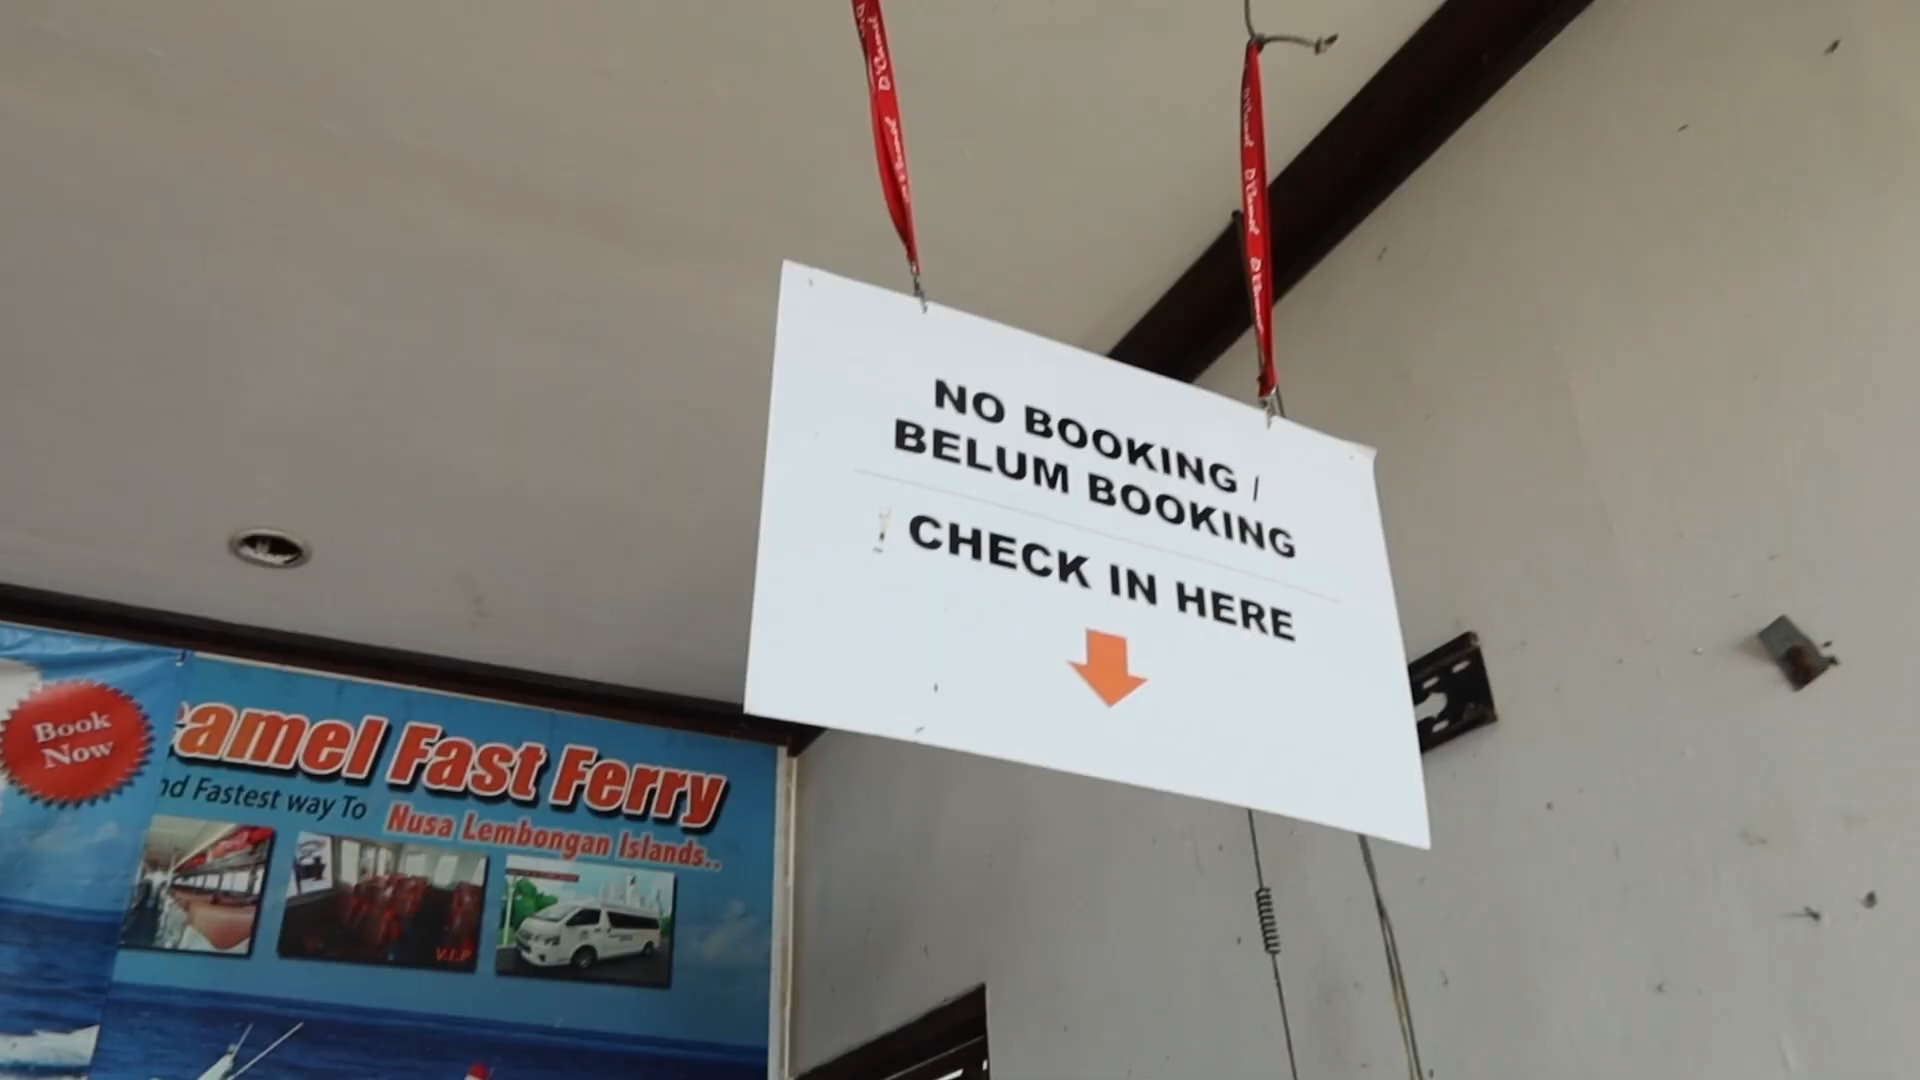 NO BOOKING /
BELUM BOOKING
CHECK IN HERE
Book
Now
amel Fast Ferry
nd Fastest way To
Nusa Lembongan Islands..
V.I.P